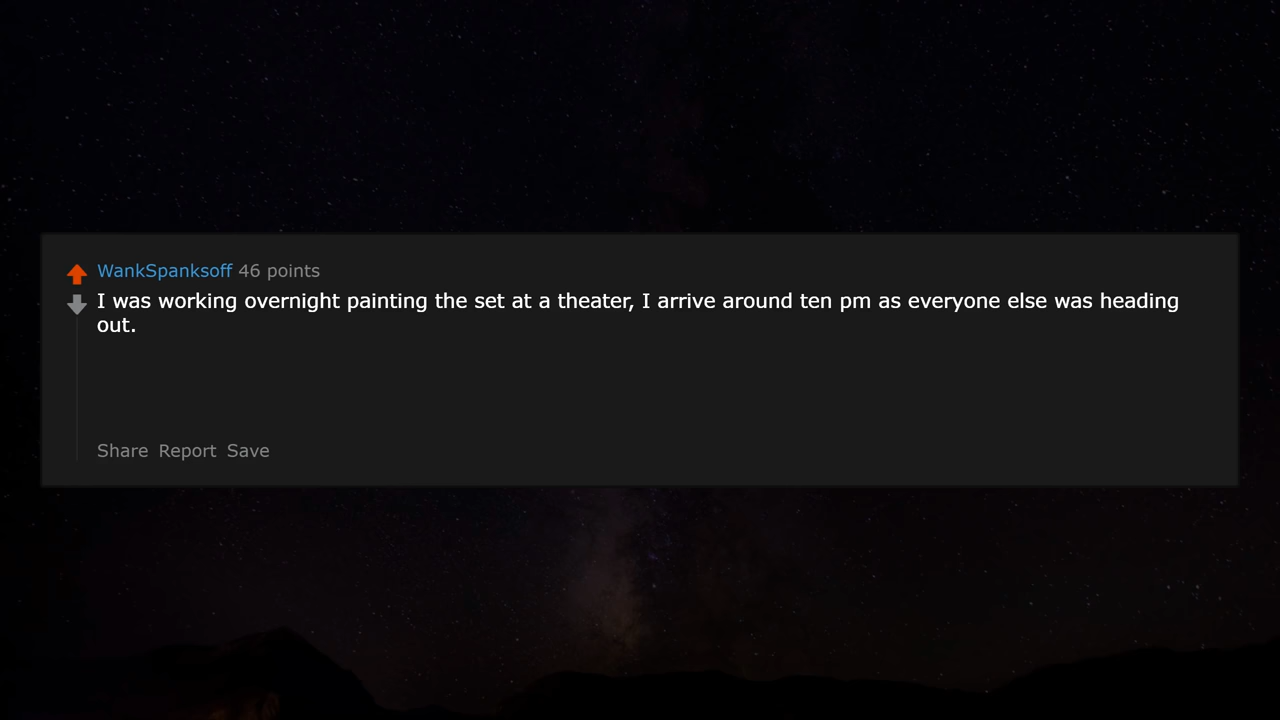 WankSpanksoff 46 points
I was working overnight painting the set at a theater, I arrive around ten pm as everyone else was heading
out.
Share Report Save